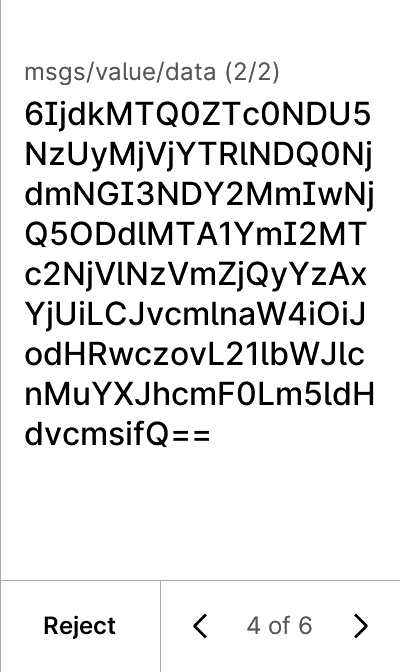 msgs/value/data (2/2)
6IjdkMTQ0ZTc0NDU5
NzUyMjVjYTRlNDQ0Nj
dmNGI3NDY2MmIwNj
Q5ODdlMTA1YmI2MT
c2NjVlNzVmZjQyYzAx
YjUiLCJvcmlnaW4iOiJ
odHRwczovL21lbWJlc
nMuYXJhcmF0Lm5ldH
dvcmsifQ==
Reject
4 of 6